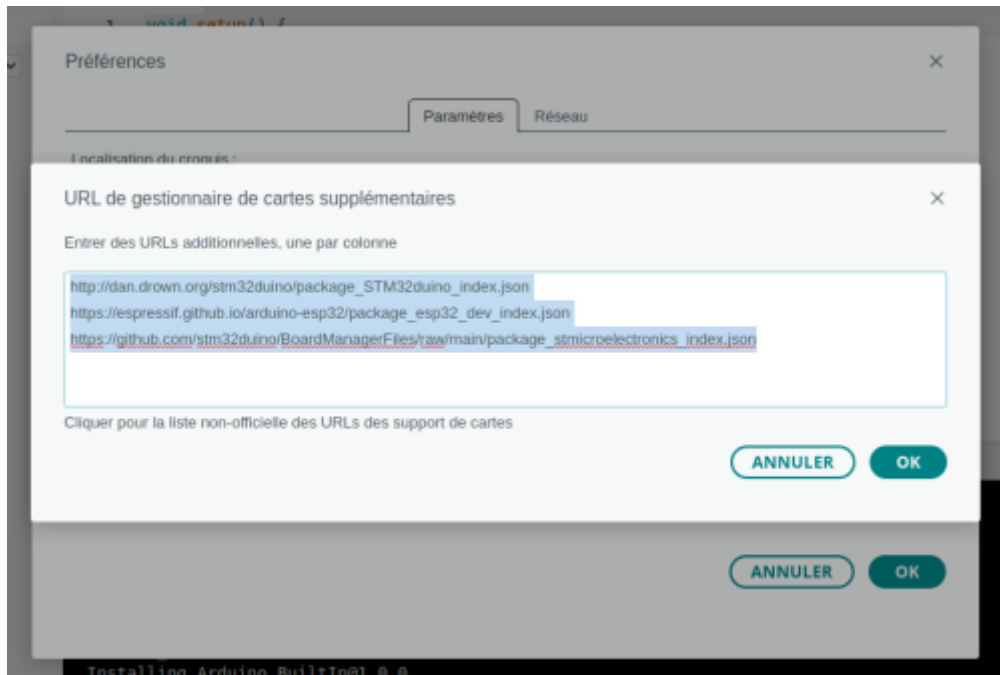 1 void setup() {
Préférences
Paramètres Réseau
Localisation du croquis :
URL de gestionnaire de cartes supplémentaires
Entrer des URLs additionnelles, une par colonne
http://dan.drown.org/stm32duino/package_STM32duino_index.json
https://espressif.github.io/arduino-esp32/package_esp32_dev_index.json
https://github.com/stm32duino/BoardManagerFiles/raw/main/package_stmicroelectronics_index.json
Cliquer pour la liste non-officielle des URLs des support de cartes
ANNULER OK
ANNULER OK
Installing Arduino_BuiltIn@1.0.0